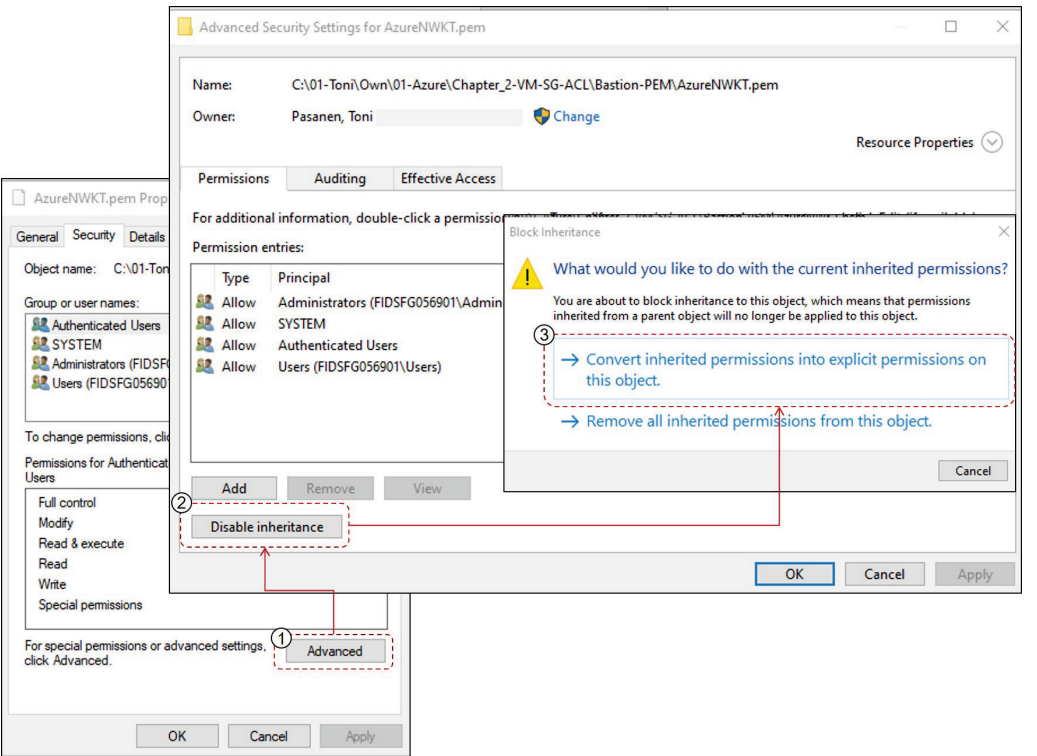 Advanced Security Settings for AzureNWKT.pem
Name: C:\01-Toni\Own\01-Azure\Chapter_2-VM-SG-ACL\Bastion-PEM\AzureNWKT.pem
Owner: Pasanen, Toni Change
Resource Properties
Permissions Auditing Effective Access
For additional information, double-click a permission
Permission entries:
Type Principal
Allow Administrators (FIDSFG056901\Admin
Allow SYSTEM
Allow Authenticated Users
Allow Users (FIDSFG056901\Users)
Add Remove View
2
Disable inheritance
OK Cancel Apply
Block Inheritance
What would you like to do with the current inherited permissions?
You are about to block inheritance to this object, which means that permissions
inherited from a parent object will no longer be applied to this object.
3
Convert inherited permissions into explicit permissions on
this object.
Remove all inherited permissions from this object.
Cancel
AzureNWKT.pem Prop
General Security Details
Object name: C:\01-Ton
Group or user names:
Authenticated Users
SYSTEM
Administrators (FIDSF
Users (FIDSFG056901
To change permissions, clic
Permissions for Authenticat
Users
Full control
Modify
Read & execute
Read
Write
Special permissions
For special permissions or advanced settings,
click Advanced.
1
Advanced
OK Cancel Apply